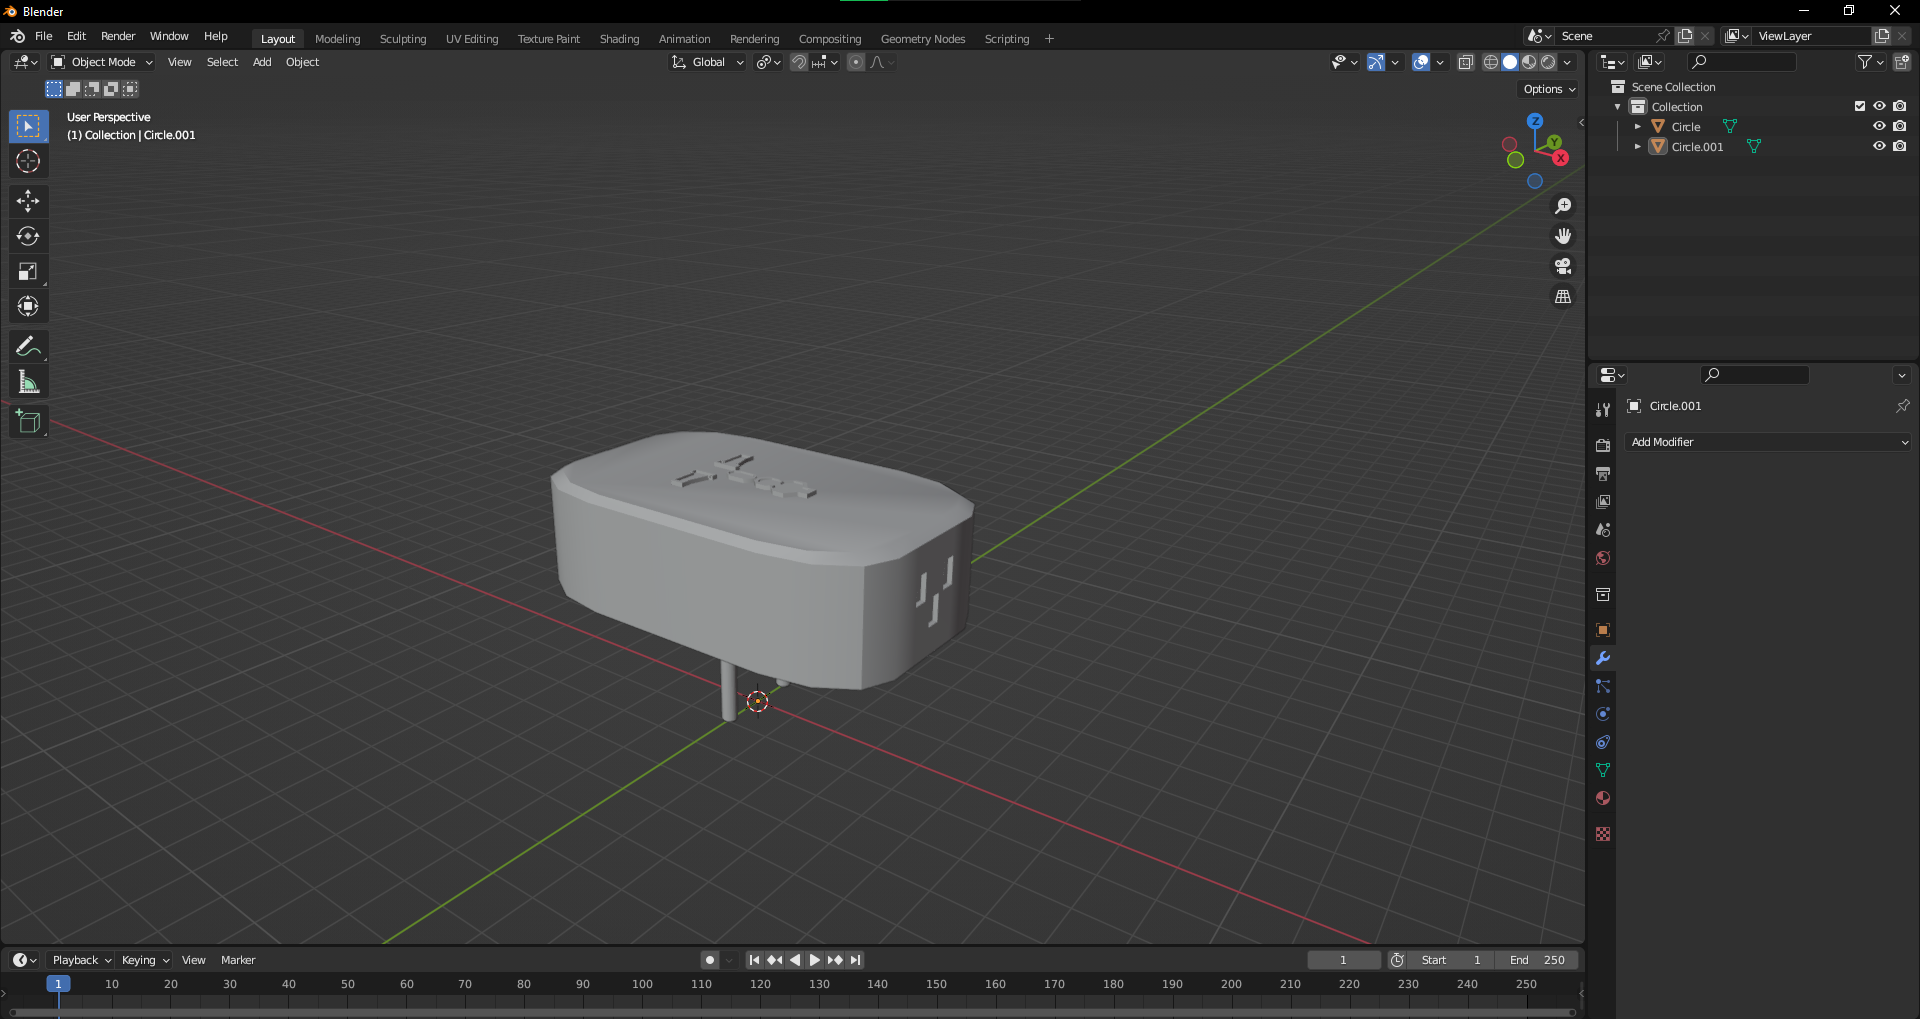 Blender
File Edit Render Window Help Layout Modeling Sculpting UV Editing Texture Paint Shading Animation Rendering Compositing Geometry Nodes Scripting + Scene ViewLayer
Object Mode View Select Add Object Global
Options
User Perspective
(1) Collection | Circle.001
Z
Y
X
Scene Collection
Collection
Circle
Circle.001
Circle.001
Add Modifier
Playback Keying View Marker 1 Start 1 End 250
1 10 20 30 40 50 60 70 80 90 100 110 120 130 140 150 160 170 180 190 200 210 220 230 240 250